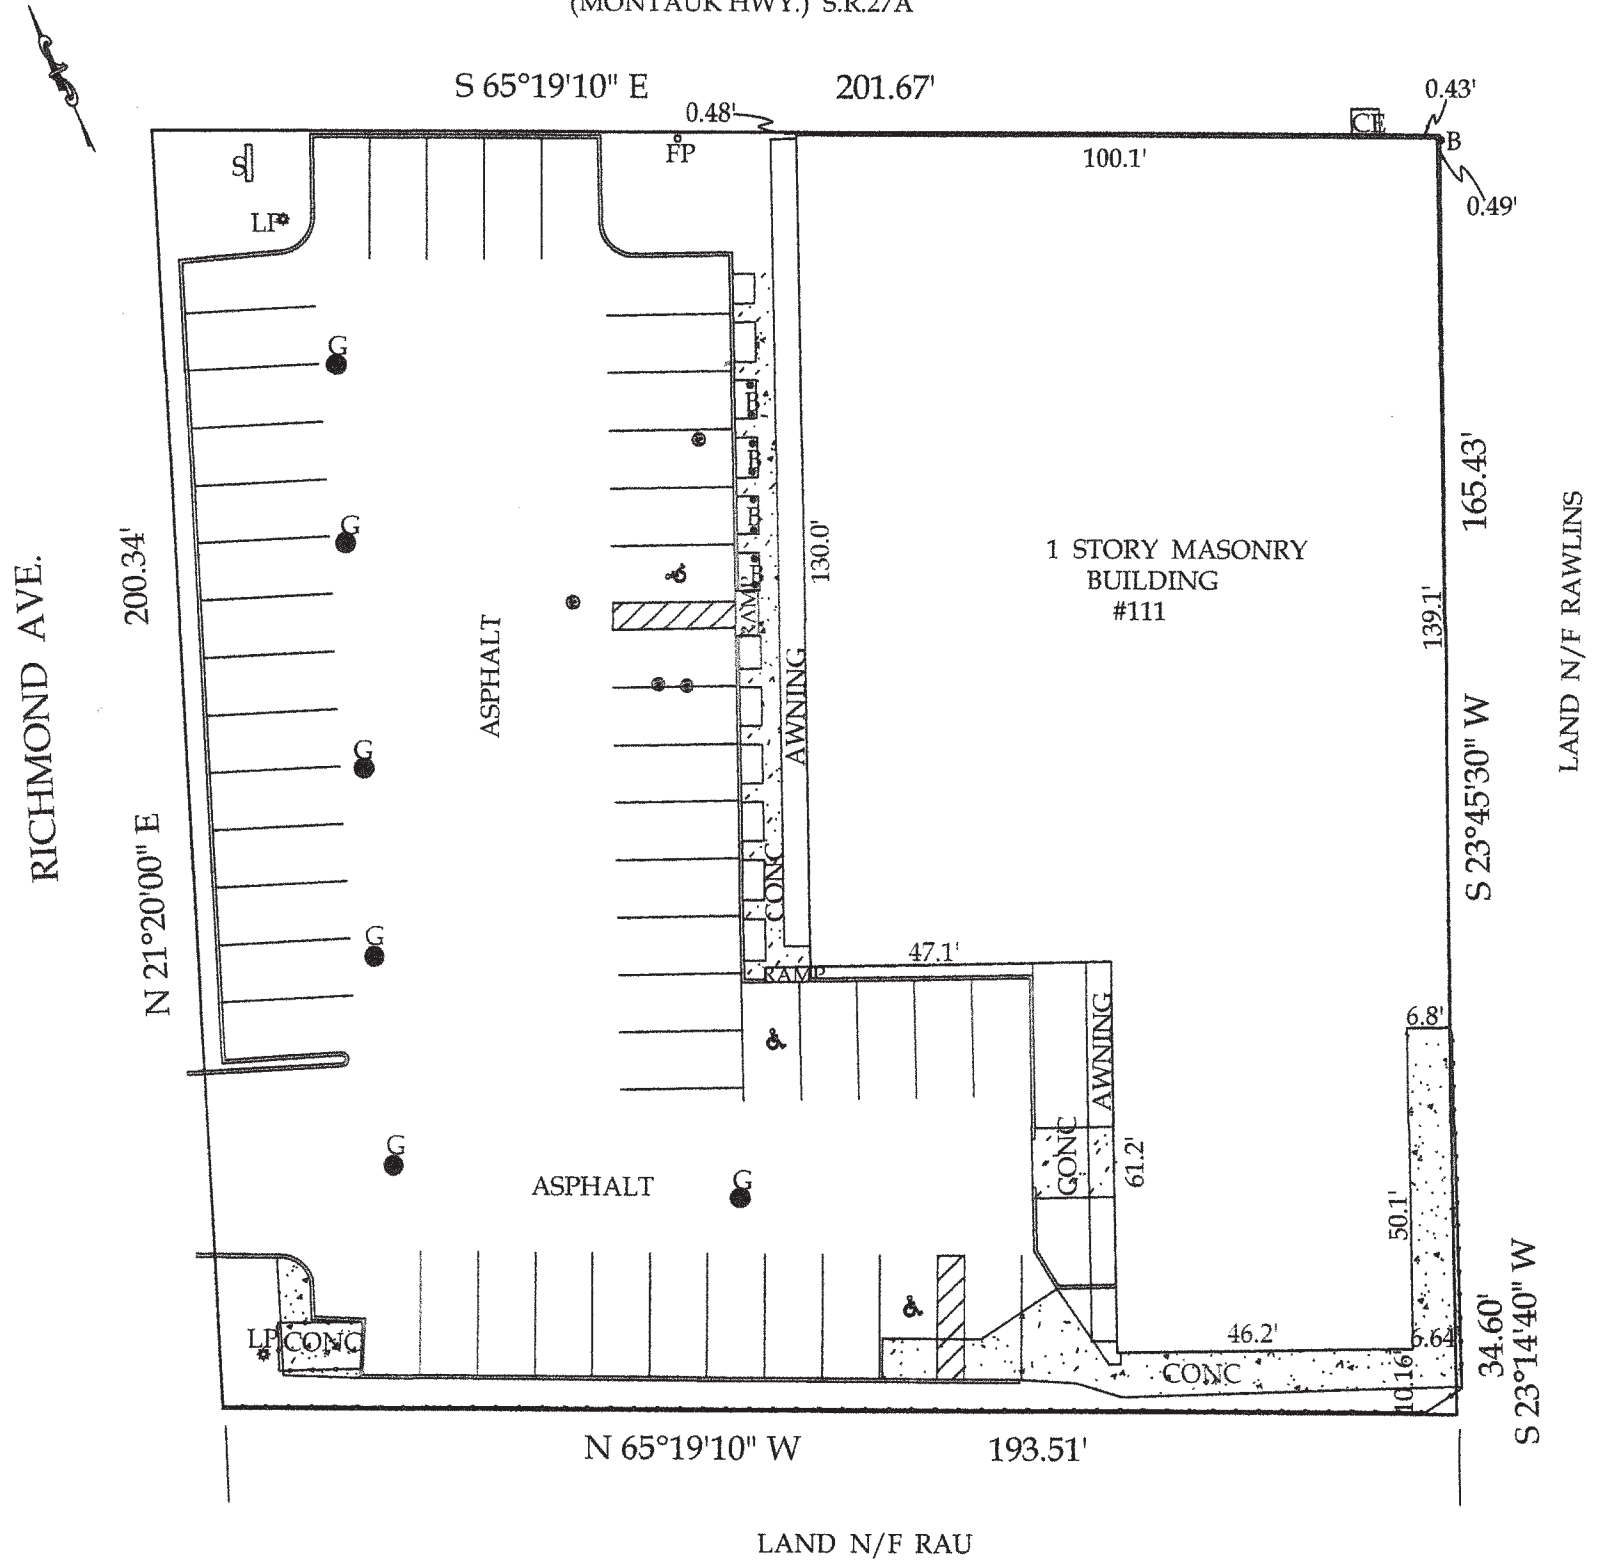 (MONTAUK HWY.) S.R.27A
S 65°19'10" E 201.67'
0.48'
0.43'
CE
B
S
FP
100.1'
0.49'
LP
G
B
B
G
B
B
RAMP
130.0'
AWNING
1 STORY MASONRY
BUILDING
#111
139.1'
165.43'
S 23°45'30" W
LAND N/F RAWLINS
RICHMOND AVE.
200.34'
N 21°20'00" E
ASPHALT
G
CONC
G
47.1'
RAMP
AWNING
6.8'
CONC
61.2'
G
G
ASPHALT
50.1'
34.60'
S 23°14'40" W
LP
CONC
46.2'
6.64
CONC
10.16'
N 65°19'10" W 193.51'
LAND N/F RAU